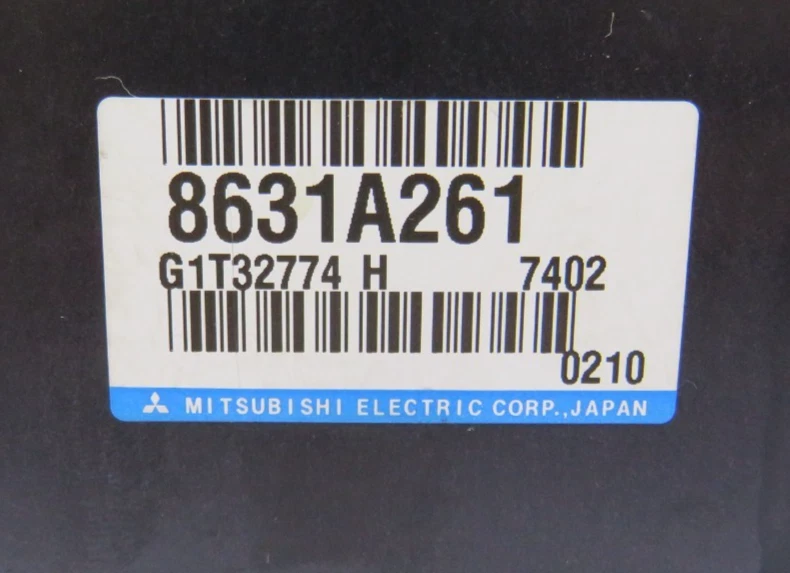 8631A261
G1T32774 H 7402
0210
MITSUBISHI ELECTRIC CORP.,JAPAN